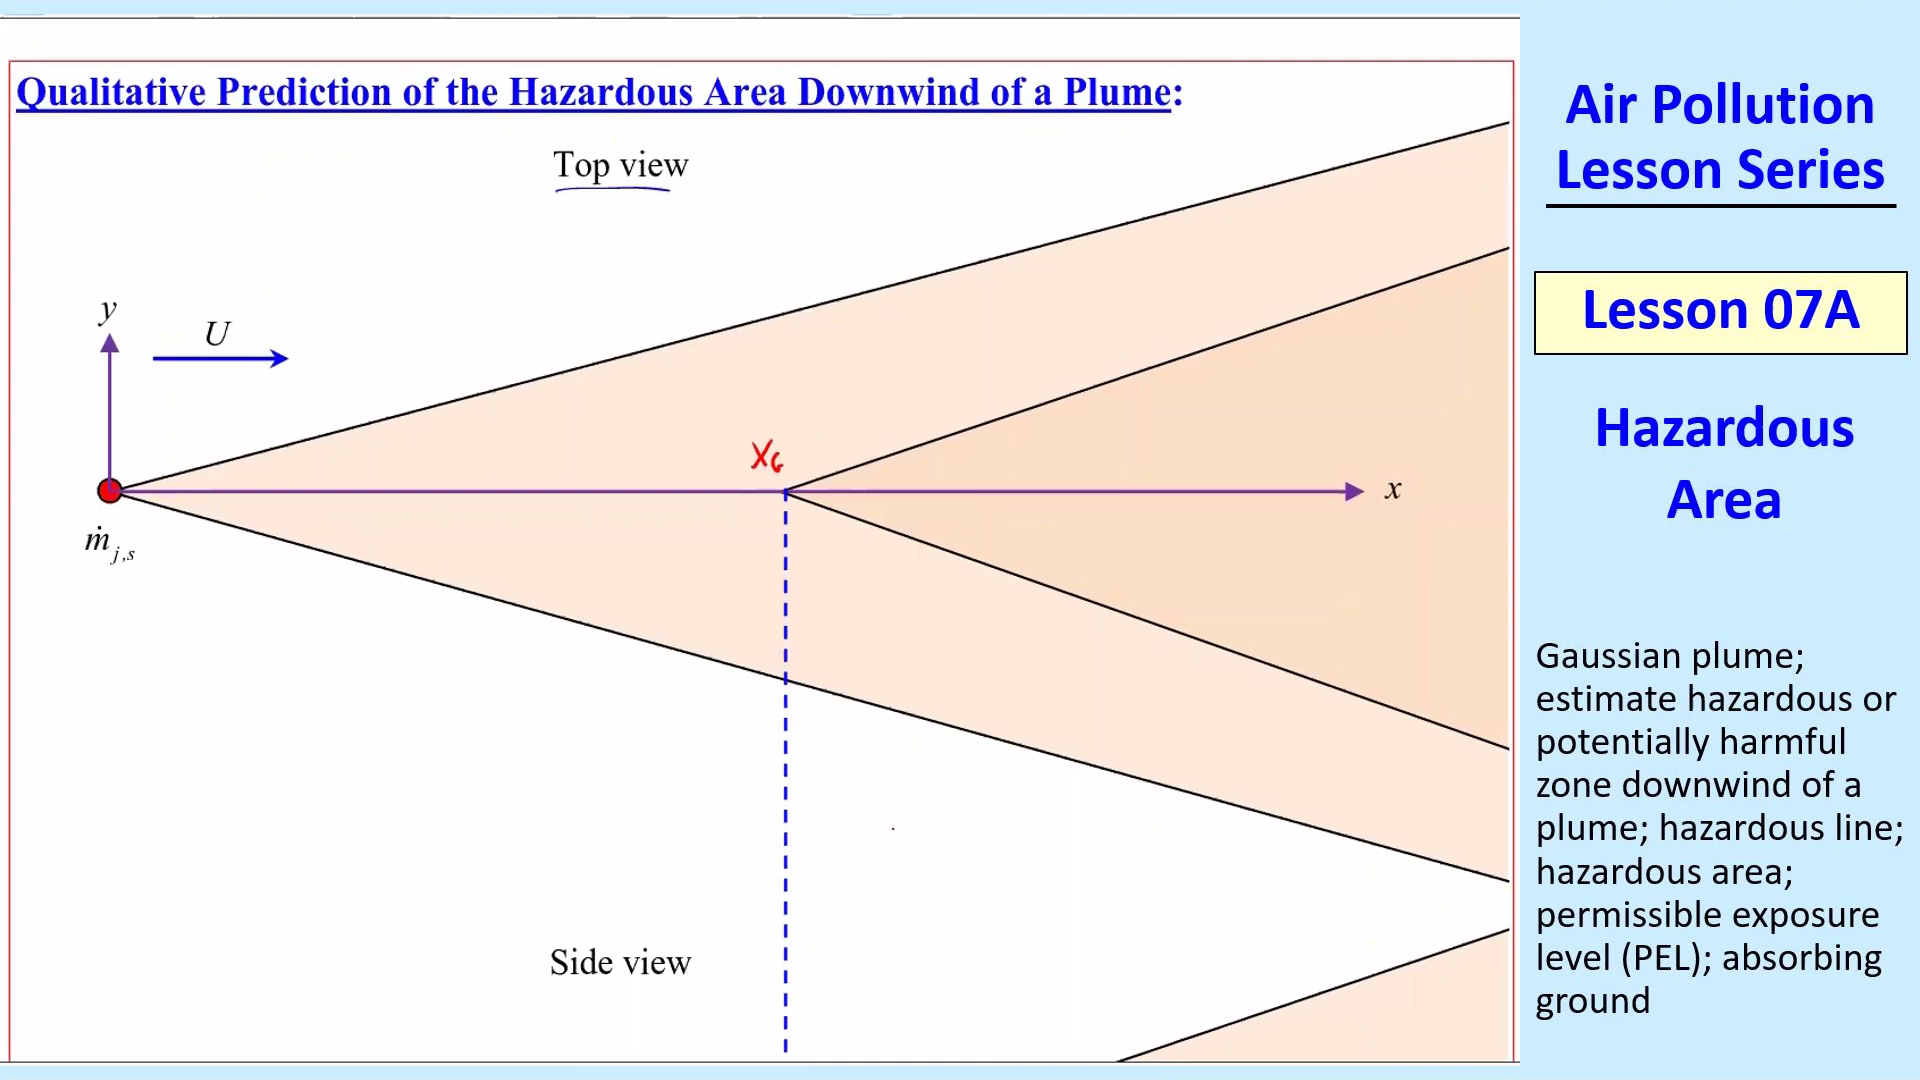 Qualitative Prediction of the Hazardous Area Downwind of a Plume:
Top view
y
U
X_G
x
ṁ_{j,s}
Side view
Air Pollution
Lesson Series
Lesson 07A
Hazardous
Area
Gaussian plume;
estimate hazardous or
potentially harmful
zone downwind of a
plume; hazardous line;
hazardous area;
permissible exposure
level (PEL); absorbing
ground